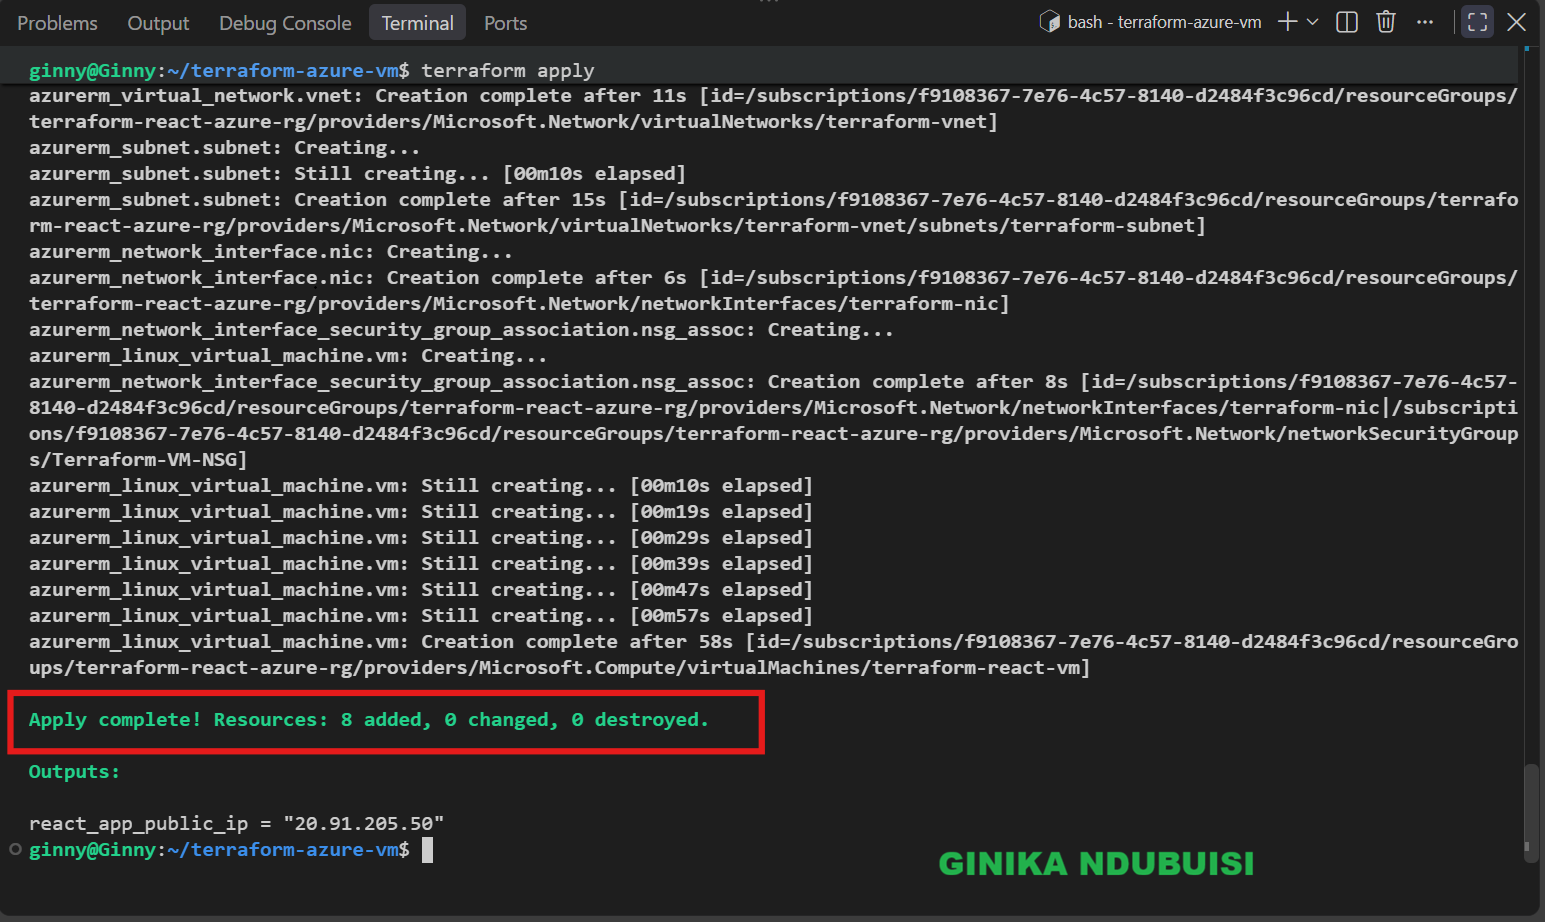 Problems Output Debug Console Terminal Ports bash - terraform-azure-vm
ginny@Ginny:~/terraform-azure-vm$ terraform apply
azurerm_virtual_network.vnet: Creation complete after 11s [id=/subscriptions/f9108367-7e76-4c57-8140-d2484f3c96cd/resourceGroups/
terraform-react-azure-rg/providers/Microsoft.Network/virtualNetworks/terraform-vnet]
azurerm_subnet.subnet: Creating...
azurerm_subnet.subnet: Still creating... [00m10s elapsed]
azurerm_subnet.subnet: Creation complete after 15s [id=/subscriptions/f9108367-7e76-4c57-8140-d2484f3c96cd/resourceGroups/terrafo
rm-react-azure-rg/providers/Microsoft.Network/virtualNetworks/terraform-vnet/subnets/terraform-subnet]
azurerm_network_interface.nic: Creating...
azurerm_network_interface.nic: Creation complete after 6s [id=/subscriptions/f9108367-7e76-4c57-8140-d2484f3c96cd/resourceGroups/
terraform-react-azure-rg/providers/Microsoft.Network/networkInterfaces/terraform-nic]
azurerm_network_interface_security_group_association.nsg_assoc: Creating...
azurerm_linux_virtual_machine.vm: Creating...
azurerm_network_interface_security_group_association.nsg_assoc: Creation complete after 8s [id=/subscriptions/f9108367-7e76-4c57-
8140-d2484f3c96cd/resourceGroups/terraform-react-azure-rg/providers/Microsoft.Network/networkInterfaces/terraform-nic|/subscripti
ons/f9108367-7e76-4c57-8140-d2484f3c96cd/resourceGroups/terraform-react-azure-rg/providers/Microsoft.Network/networkSecurityGroup
s/Terraform-VM-NSG]
azurerm_linux_virtual_machine.vm: Still creating... [00m10s elapsed]
azurerm_linux_virtual_machine.vm: Still creating... [00m19s elapsed]
azurerm_linux_virtual_machine.vm: Still creating... [00m29s elapsed]
azurerm_linux_virtual_machine.vm: Still creating... [00m39s elapsed]
azurerm_linux_virtual_machine.vm: Still creating... [00m47s elapsed]
azurerm_linux_virtual_machine.vm: Still creating... [00m57s elapsed]
azurerm_linux_virtual_machine.vm: Creation complete after 58s [id=/subscriptions/f9108367-7e76-4c57-8140-d2484f3c96cd/resourceGro
ups/terraform-react-azure-rg/providers/Microsoft.Compute/virtualMachines/terraform-react-vm]
Apply complete! Resources: 8 added, 0 changed, 0 destroyed.
Outputs:
react_app_public_ip = "20.91.205.50"
ginny@Ginny:~/terraform-azure-vm$
GINIKA NDUBUISI